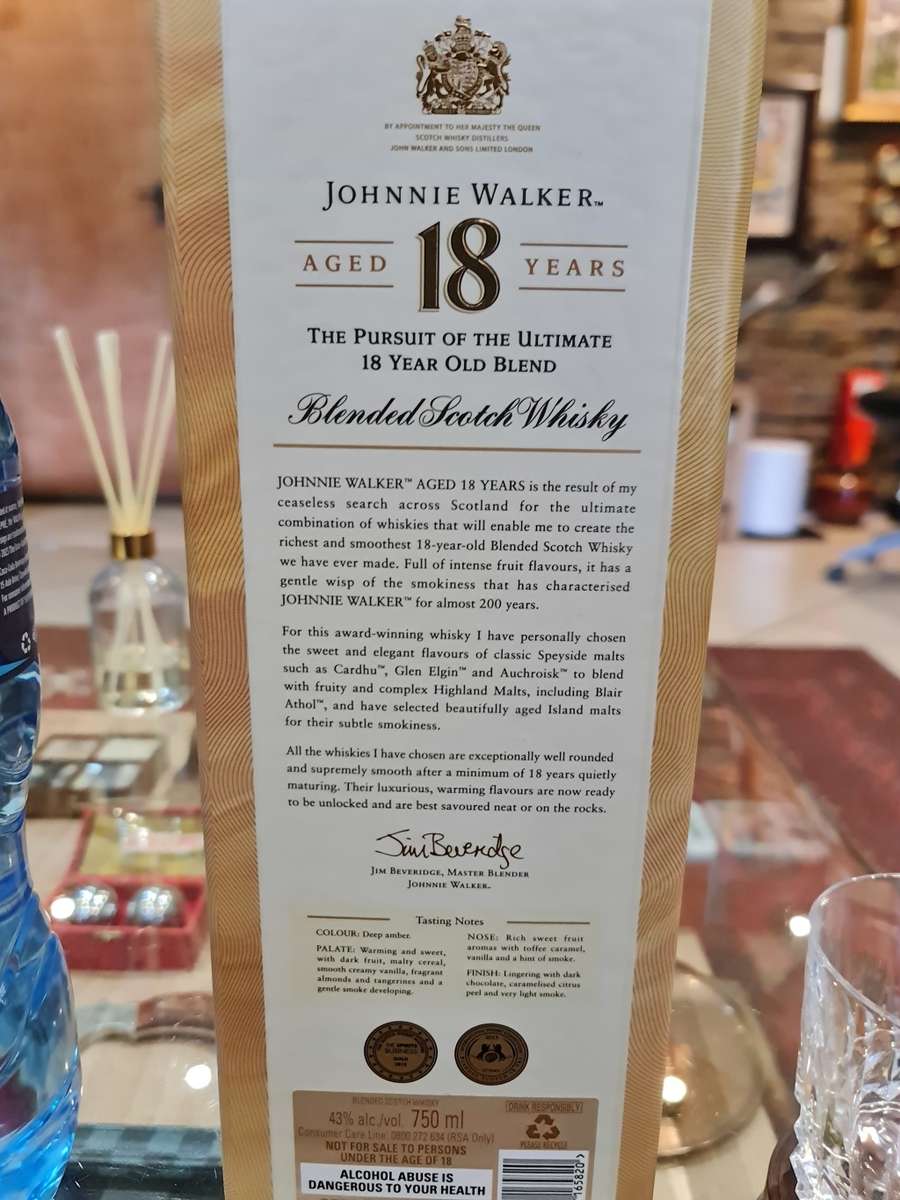 BY APPOINTMENT TO HER MAJESTY THE QUEEN
SCOTCH WHISKY DISTILLERS
JOHN WALKER AND SONS LIMITED LONDON
JOHNNIE WALKER™
AGED 18 YEARS
THE PURSUIT OF THE ULTIMATE
18 YEAR OLD BLEND
Blended Scotch Whisky
JOHNNIE WALKER™ AGED 18 YEARS is the result of my
ceaseless search across Scotland for the ultimate
combination of whiskies that will enable me to create the
richest and smoothest 18-year-old Blended Scotch Whisky
we have ever made. Full of intense fruit flavours, it has a
gentle wisp of the smokiness that has characterised
JOHNNIE WALKER™ for almost 200 years.
For this award-winning whisky I have personally chosen
the sweet and elegant flavours of classic Speyside malts
such as Cardhu™, Glen Elgin™ and Auchroisk™ to blend
with fruity and complex Highland Malts, including Blair
Athol™, and have selected beautifully aged Island malts
for their subtle smokiness.
All the whiskies I have chosen are exceptionally well rounded
and supremely smooth after a minimum of 18 years quietly
maturing. Their luxurious, warming flavours are now ready
to be unlocked and are best savoured neat or on the rocks.
Jim Beveridge
JIM BEVERIDGE, MASTER BLENDER
JOHNNIE WALKER.
Tasting Notes
COLOUR: Deep amber.
PALATE: Warming and sweet,
with dark fruit, malty cereal,
smooth creamy vanilla, fragrant
almonds and tangerines and a
gentle smoke developing.
NOSE: Rich sweet fruit
aromas with toffee caramel,
vanilla and a hint of smoke.
FINISH: Lingering with dark
chocolate, caramelised citrus
peel and very light smoke.
THE SPIRITS
BUSINESS
GOLD
BLENDED SCOTCH WHISKY
43% alc./vol. 750 ml
Consumer Care Line: 0800 272 634 (RSA Only)
NOT FOR SALE TO PERSONS
UNDER THE AGE OF 18
ALCOHOL ABUSE IS
DANGEROUS TO YOUR HEALTH
DRINK RESPONSIBLY
PLEASE RECYCLE
165820